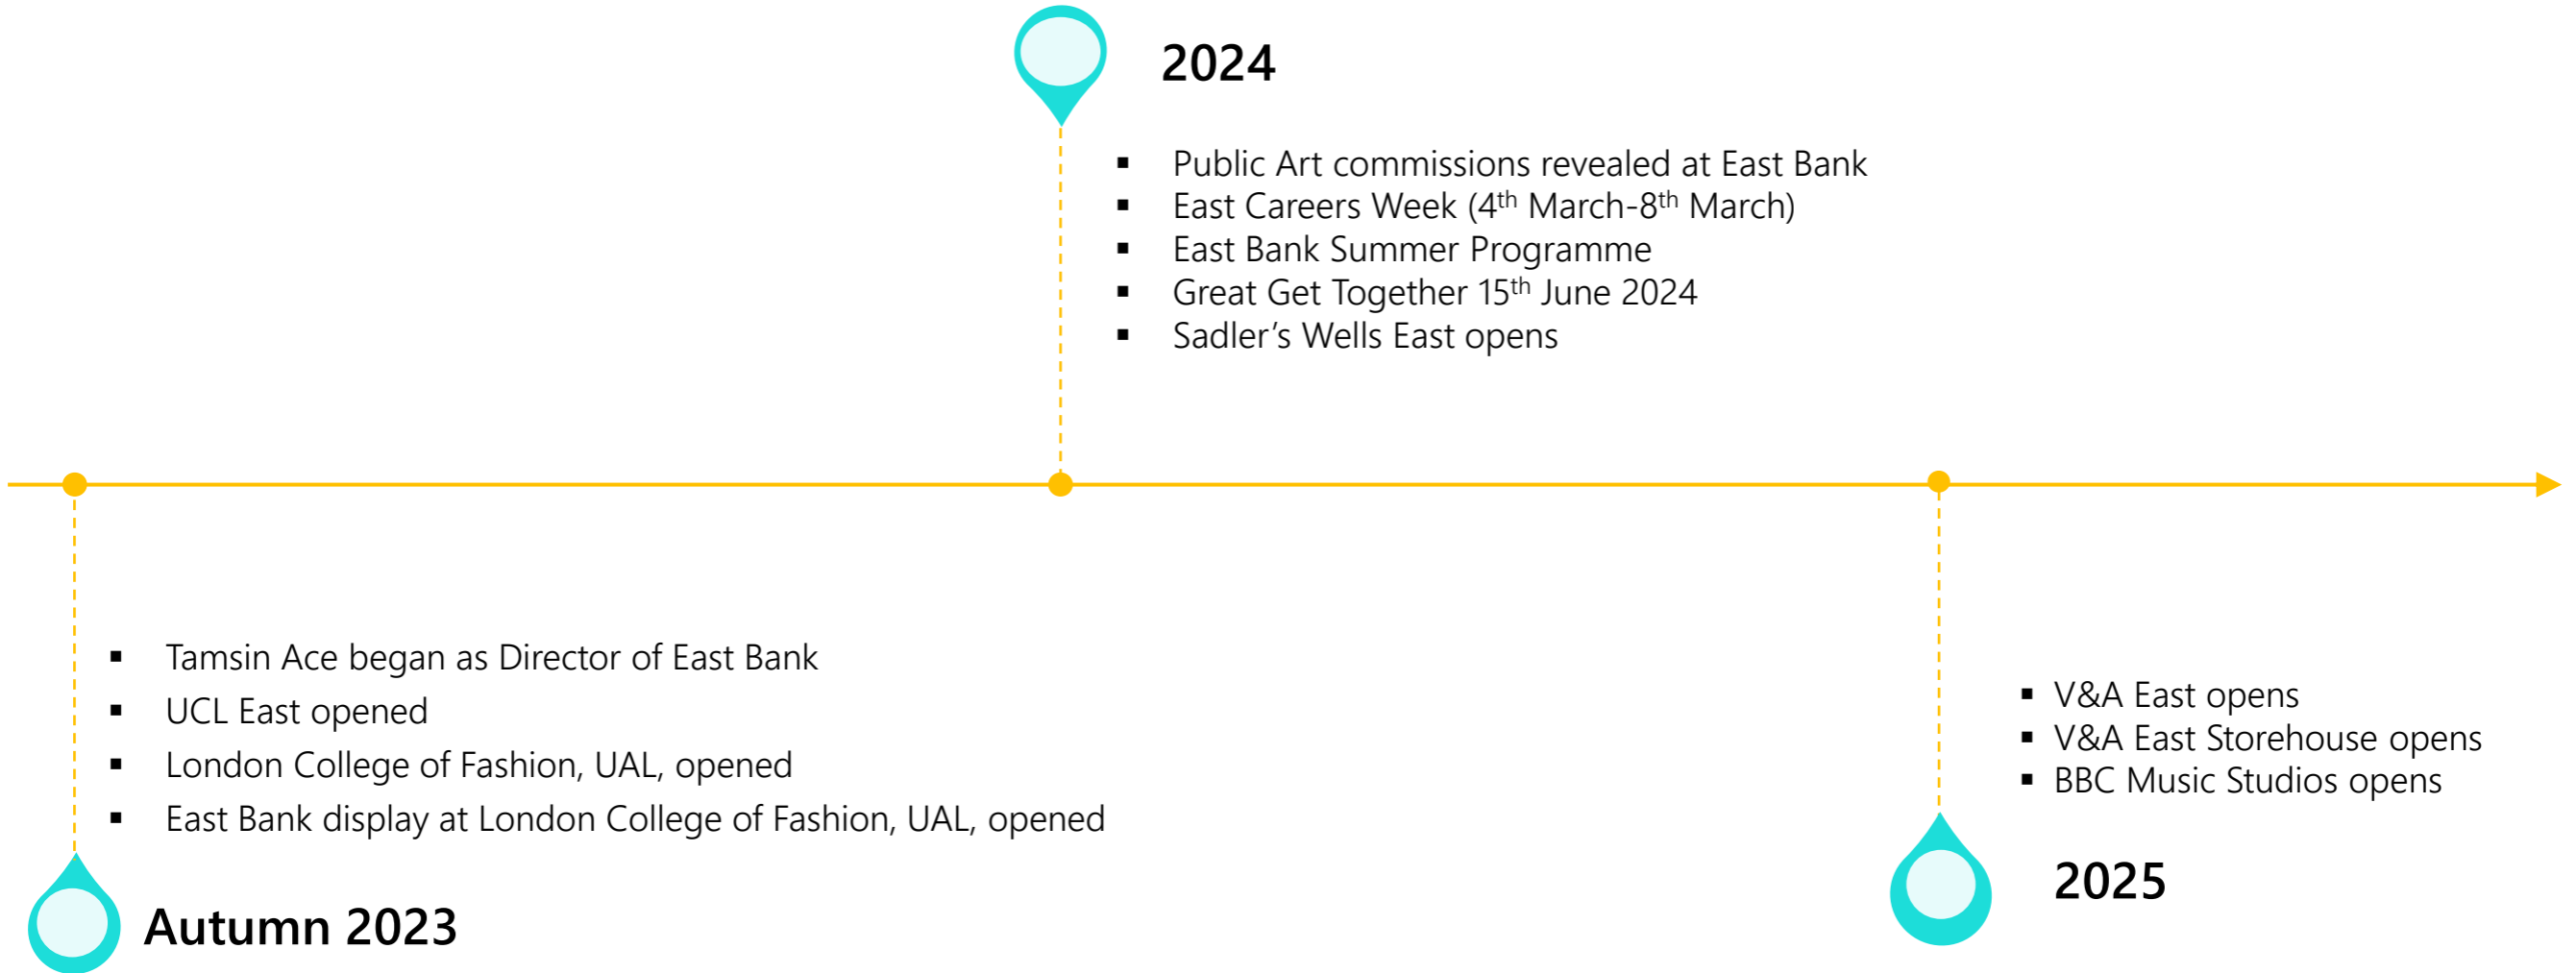 2024
▪ Public Art commissions revealed at East Bank
▪ East Careers Week (4th March-8th March)
▪ East Bank Summer Programme
▪ Great Get Together 15th June 2024
▪ Sadler’s Wells East opens
▪ Tamsin Ace began as Director of East Bank
▪ UCL East opened
▪ London College of Fashion, UAL, opened
▪ East Bank display at London College of Fashion, UAL, opened
Autumn 2023
▪ V&A East opens
▪ V&A East Storehouse opens
▪ BBC Music Studios opens
2025